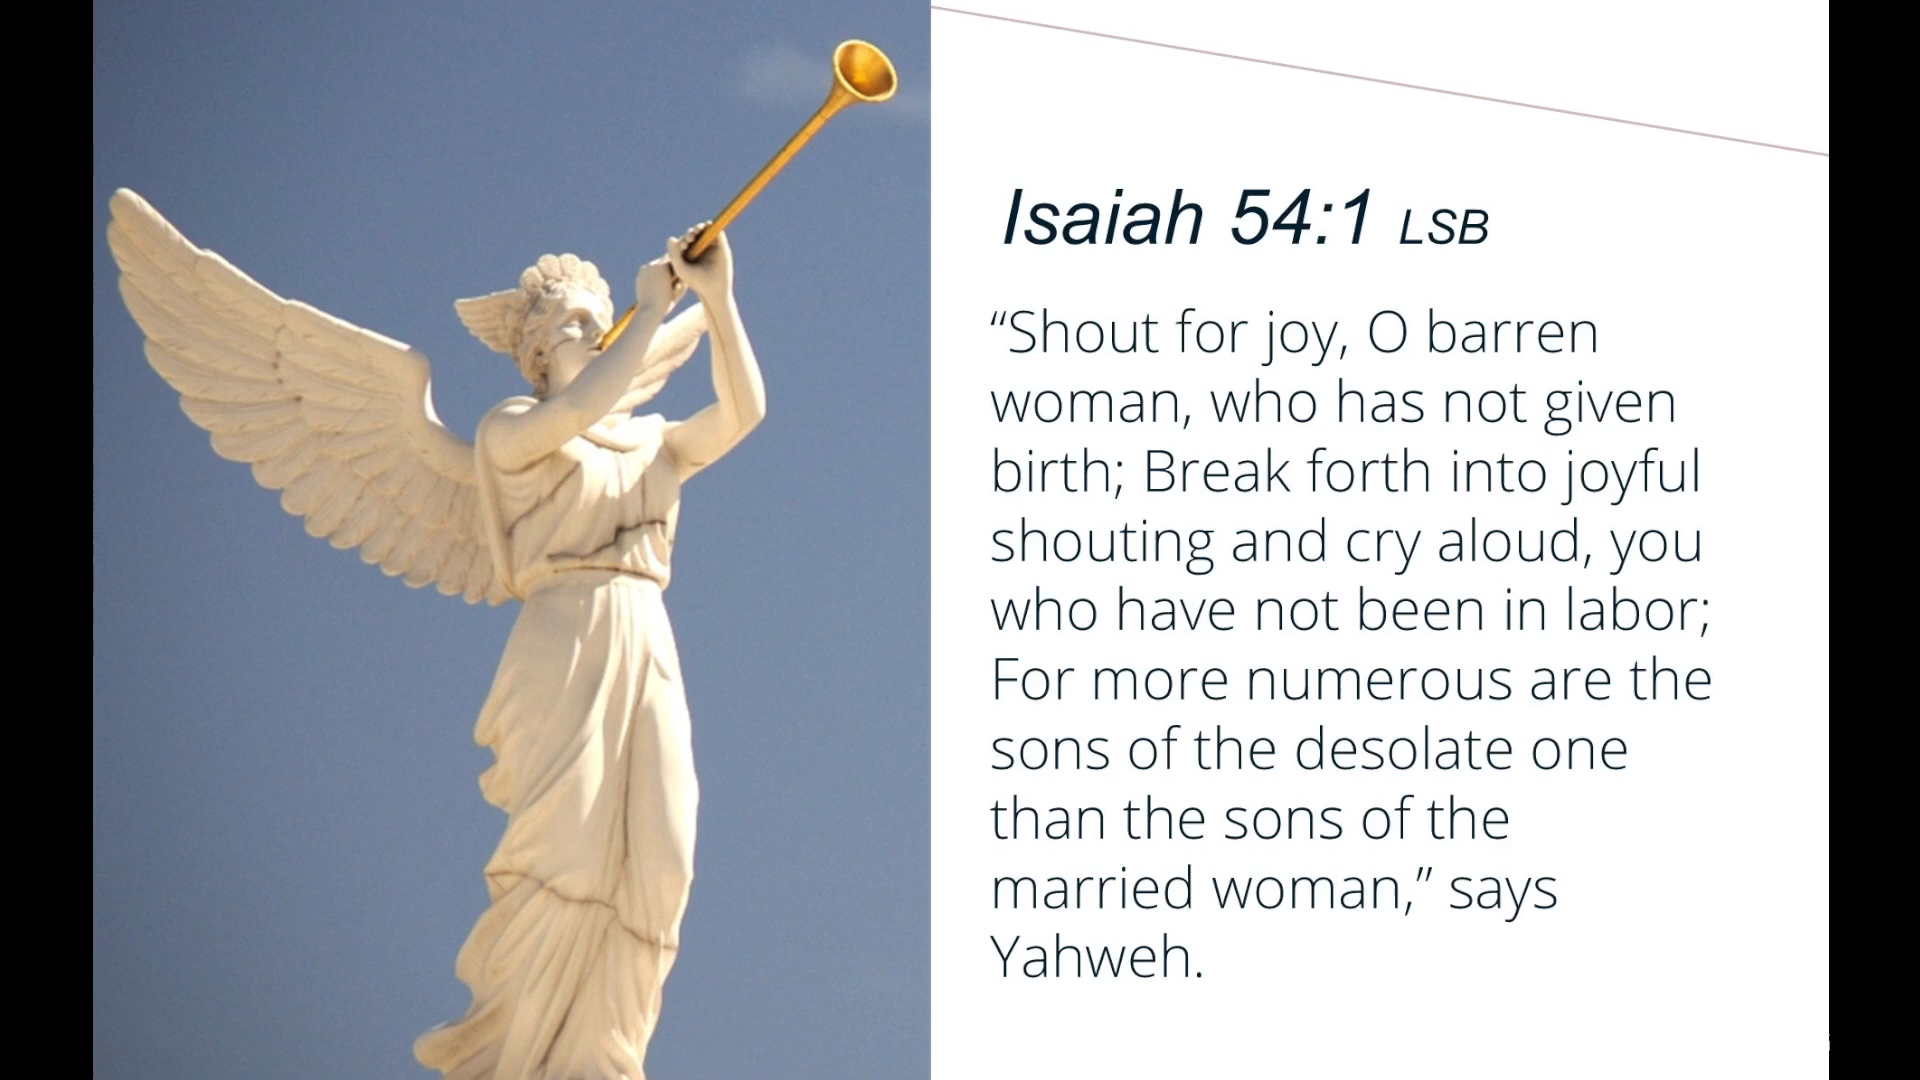 Isaiah 54:1 LSB
“Shout for joy, O barren
woman, who has not given
birth; Break forth into joyful
shouting and cry aloud, you
who have not been in labor;
For more numerous are the
sons of the desolate one
than the sons of the
married woman,” says
Yahweh.